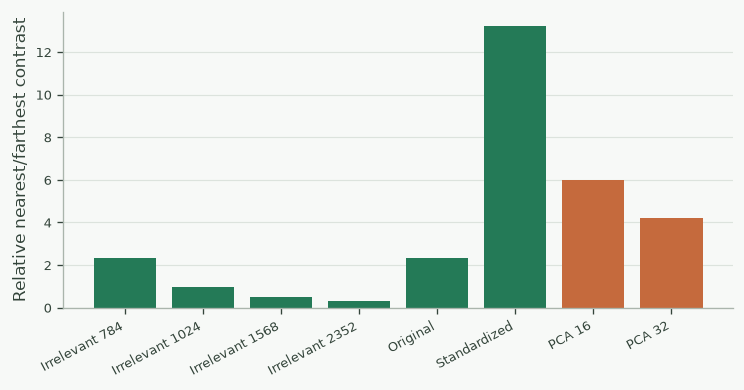 Relative nearest/farthest contrast
12
10
8
6
4
2
0
Irrelevant 784
Irrelevant 1024
Irrelevant 1568
Irrelevant 2352
Original
Standardized
PCA 16
PCA 32